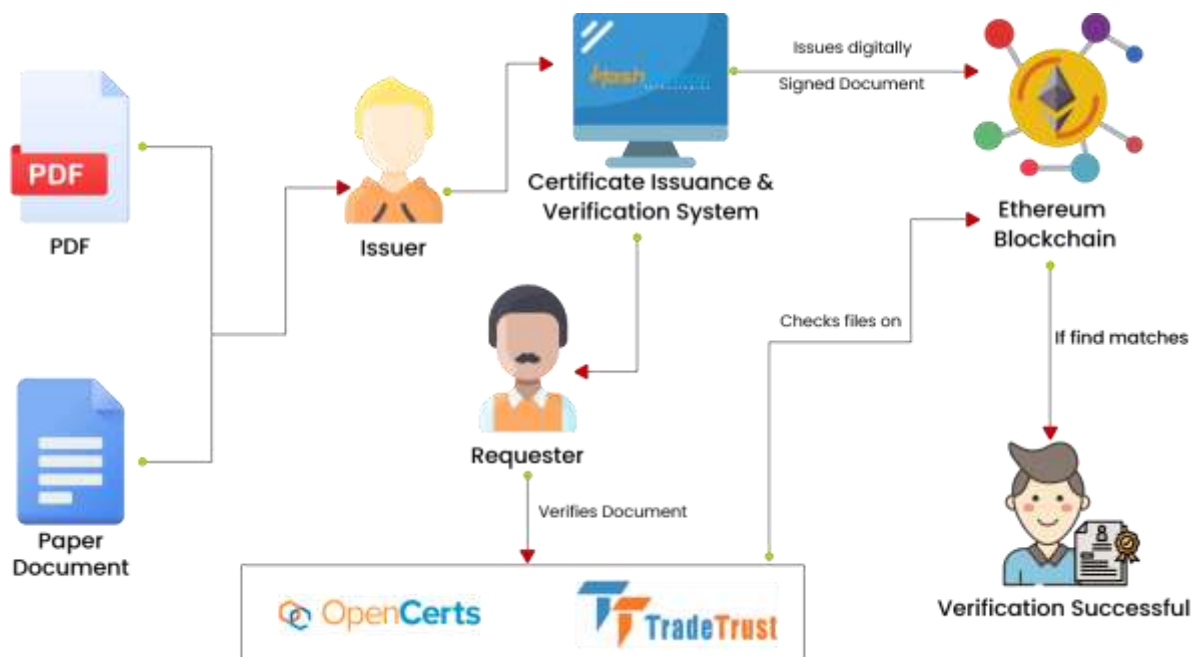 PDF
PDF
Paper
Document
Issuer
Certificate Issuance &
Verification System
Issues digitally
Signed Document
Ethereum
Blockchain
Requester
Verifies Document
Checks files on
If find matches
OpenCerts
TradeTrust
Verification Successful